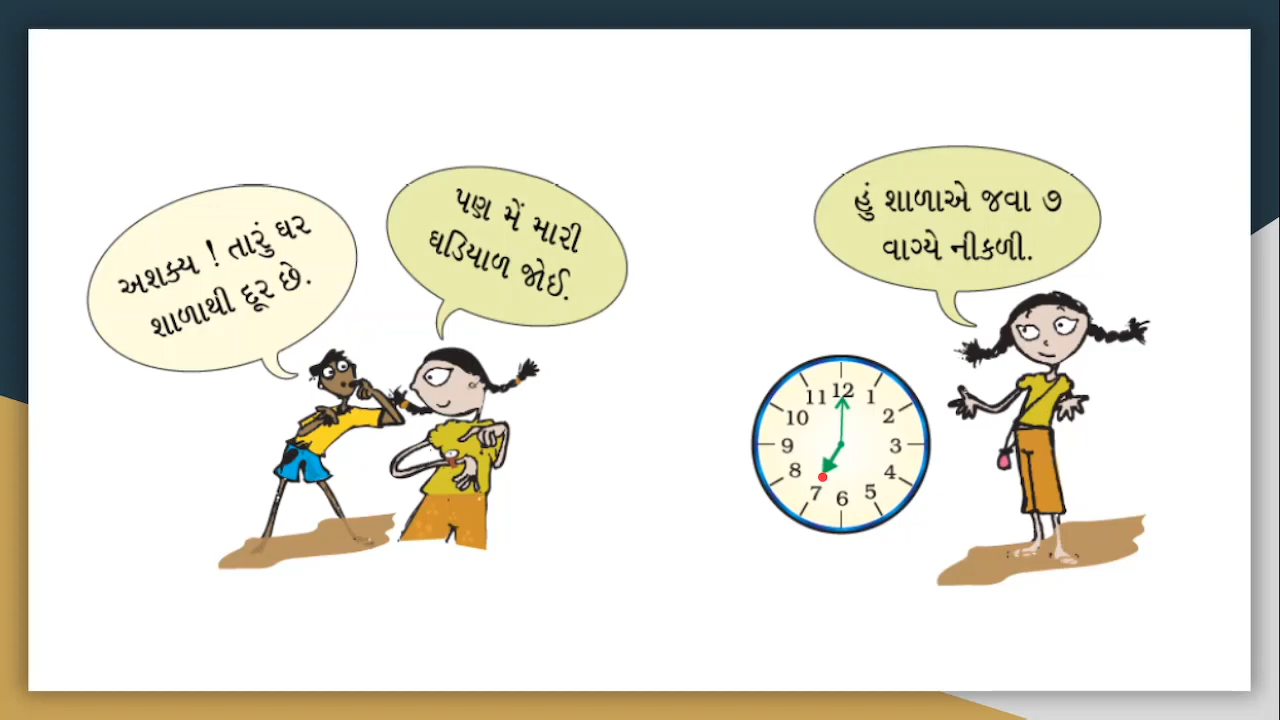 અશક્ય ! તારું ઘર
શાળાથી દૂર છે.
પણ મેં મારી
ઘડિયાળ જોઈ.
હું શાળાએ જવા ૭
વાગ્યે નીકળી.
12
1
2
3
4
5
6
7
8
9
10
11